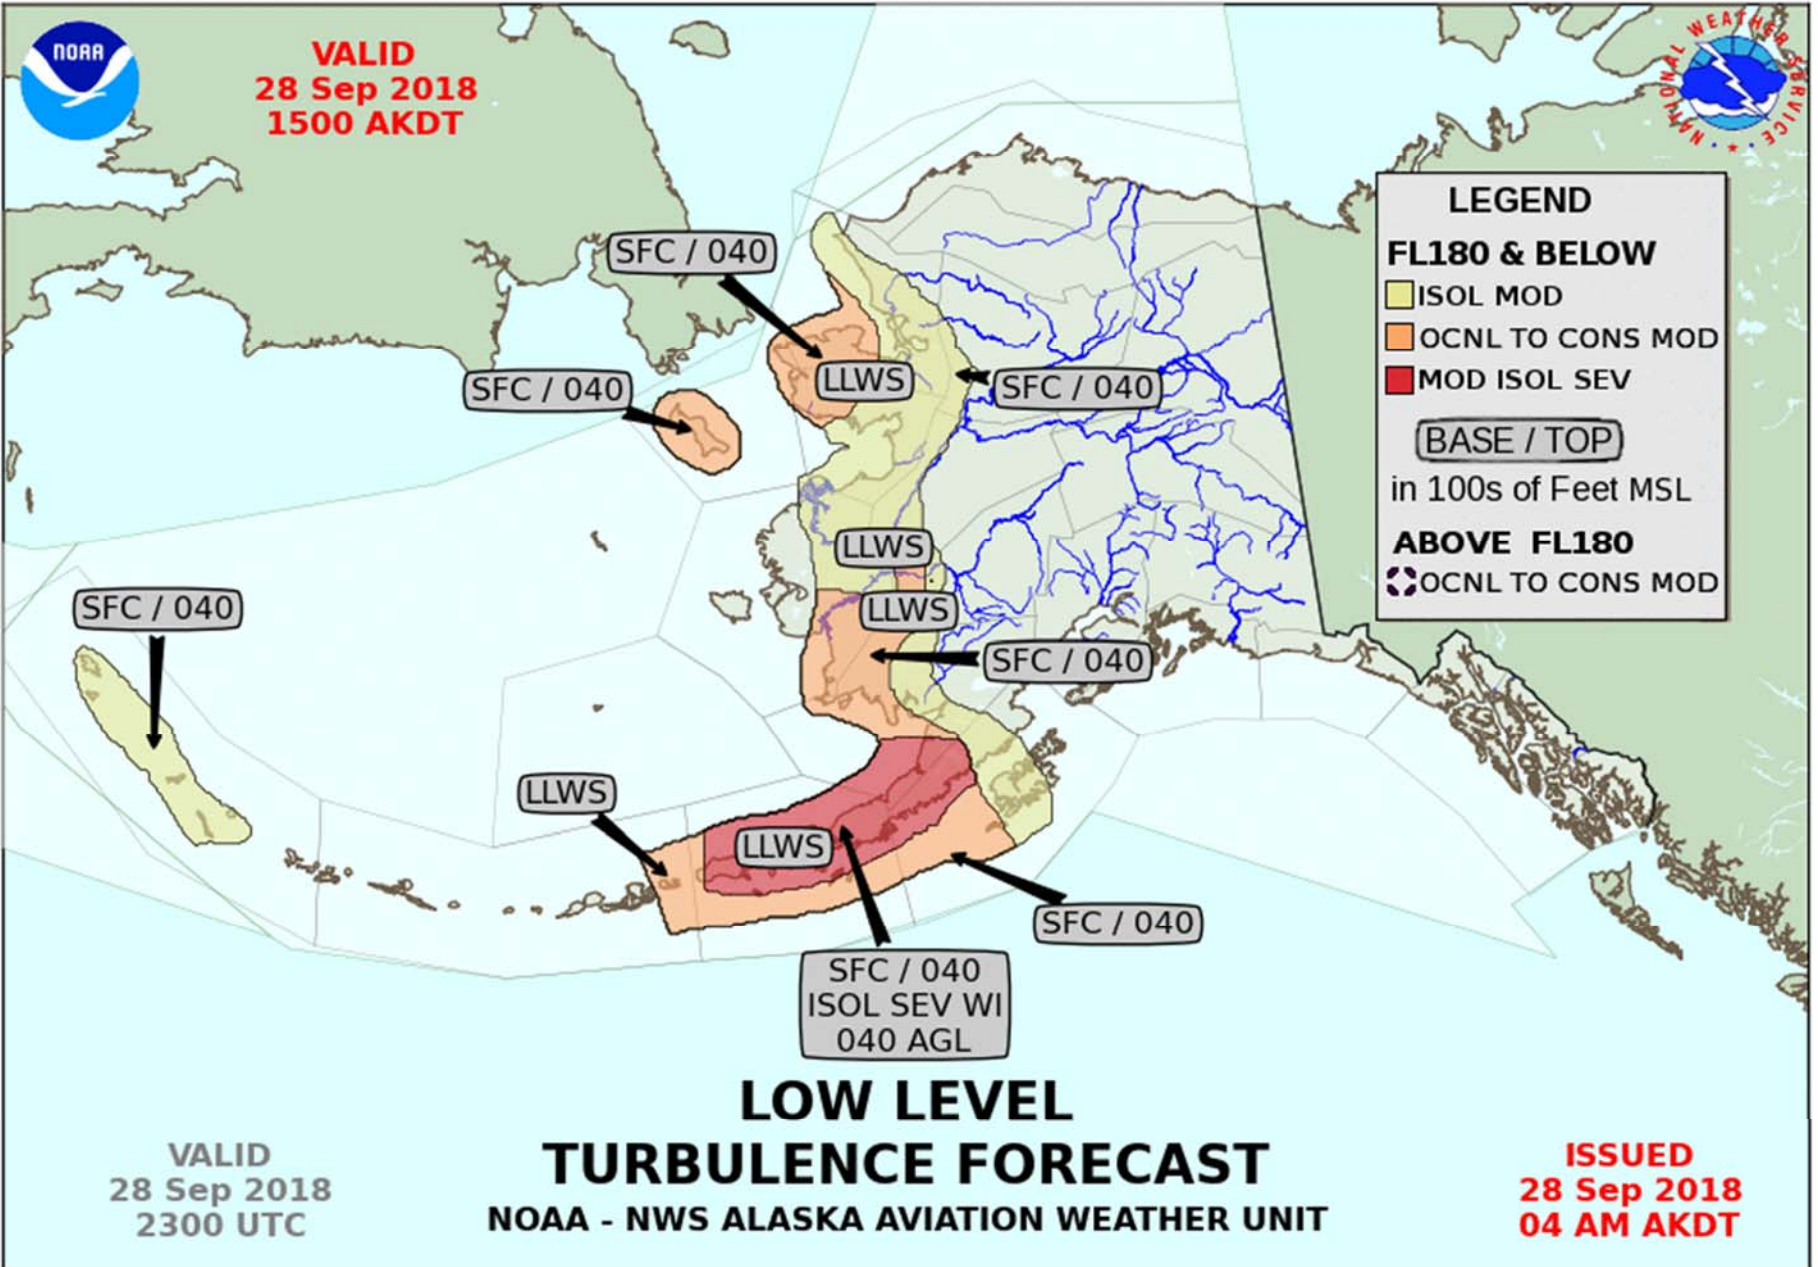 NOAA
VALID
28 Sep 2018
1500 AKDT
NATIONAL WEATHER SERVICE
LEGEND
FL180 & BELOW
ISOL MOD
OCNL TO CONS MOD
MOD ISOL SEV
BASE / TOP
in 100s of Feet MSL
ABOVE FL180
OCNL TO CONS MOD
SFC / 040
LLWS
SFC / 040
SFC / 040
LLWS
SFC / 040
LLWS
SFC / 040
LLWS
LLWS
SFC / 040
SFC / 040
ISOL SEV WI
040 AGL
LOW LEVEL
TURBULENCE FORECAST
NOAA - NWS ALASKA AVIATION WEATHER UNIT
VALID
28 Sep 2018
2300 UTC
ISSUED
28 Sep 2018
04 AM AKDT